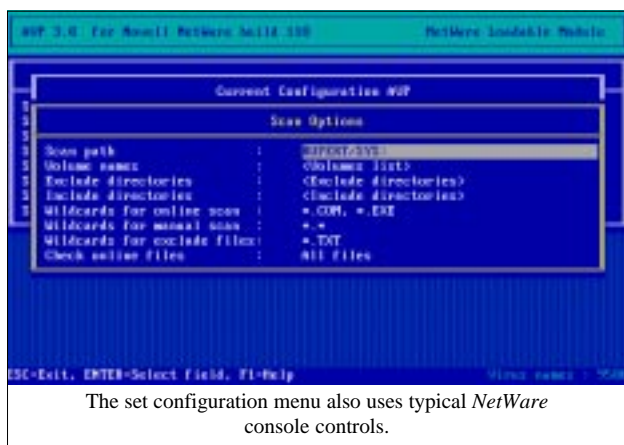 AVP 3.0 for Novell NetWare build NetWare Loadable Module
Current Configuration AVP
Scan Options
Scan path :
Volume names : <Volumes list>
Exclude directories : <Exclude directories>
Include directories : <Include directories>
Wildcards for online scan : *.COM, *.EXE
Wildcards for manual scan : *.*
Wildcards for exclude files: *.TXT
Check online files : All files
ESC-Exit, ENTER-Select field, F1-Help Virus names :
The set configuration menu also uses typical NetWare
console controls.